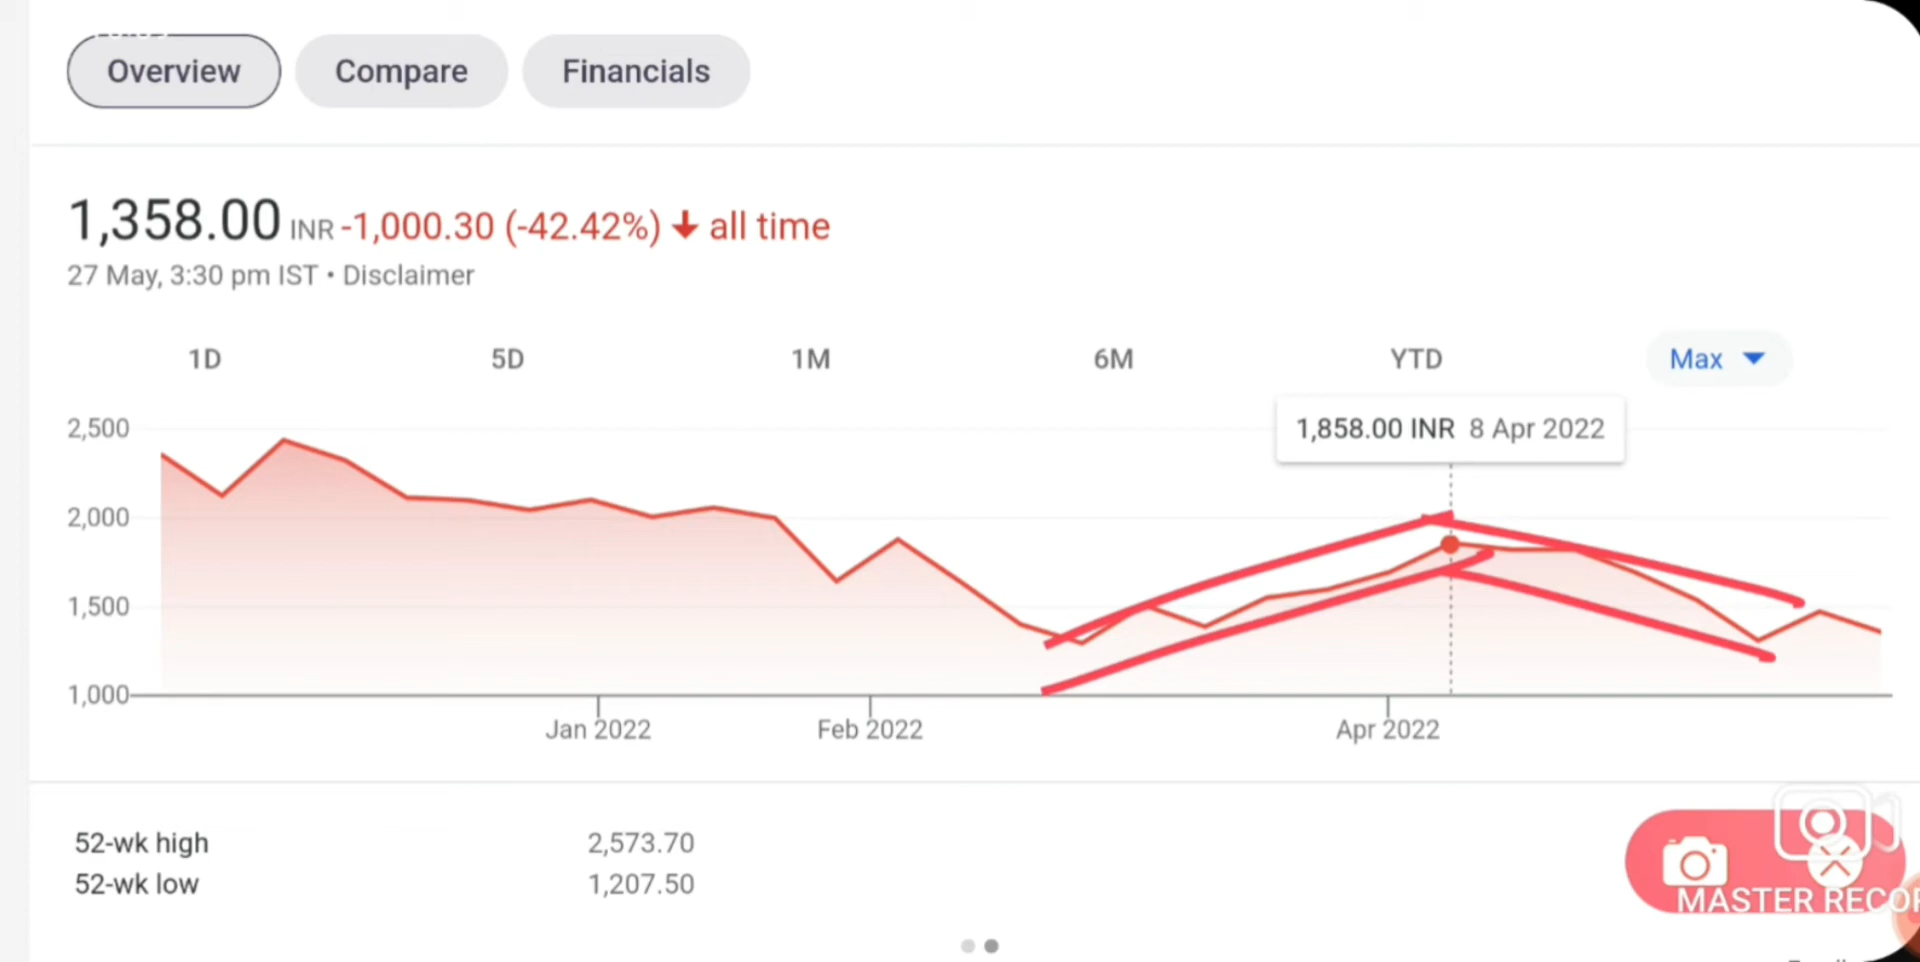 Overview Compare Financials
1,358.00 INR -1,000.30 (-42.42%) ↓ all time
27 May, 3:30 pm IST • Disclaimer
1D 5D 1M 6M YTD Max
1,858.00 INR 8 Apr 2022
2,500
2,000
1,500
1,000
Jan 2022 Feb 2022 Apr 2022
52-wk high 2,573.70
52-wk low 1,207.50
MASTER RECOR